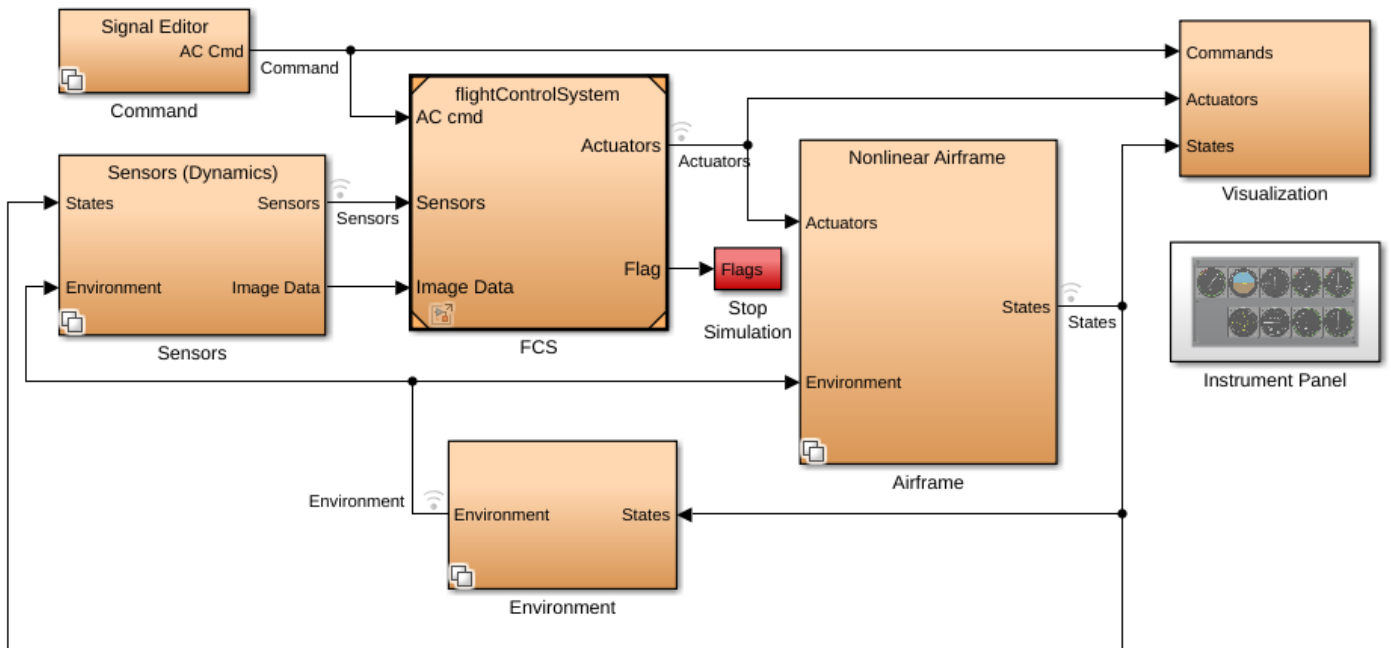 Signal Editor
AC Cmd
Command
Command
flightControlSystem
AC cmd
Sensors
Image Data
Actuators
Flag
FCS
Actuators
Commands
Actuators
States
Visualization
Sensors (Dynamics)
States
Environment
Sensors
Image Data
Sensors
Sensors
Flags
Stop
Simulation
Nonlinear Airframe
Actuators
Environment
States
Airframe
States
Instrument Panel
Environment
Environment
States
Environment